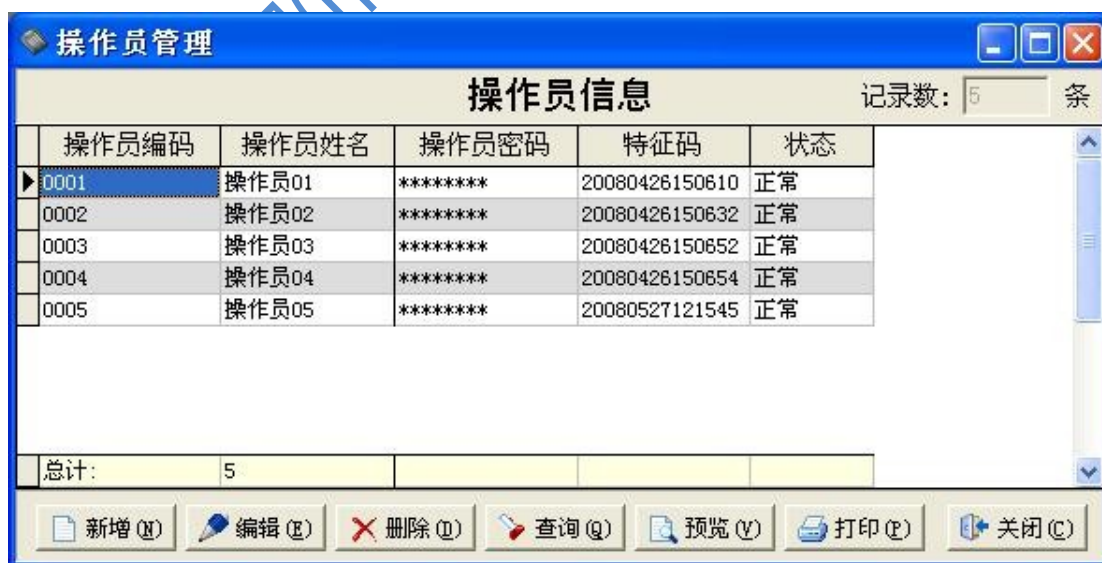 操作员管理
操作员信息 记录数: 5 条
操作员编码 操作员姓名 操作员密码 特征码 状态
0001 操作员01 ******** 20080426150610 正常
0002 操作员02 ******** 20080426150632 正常
0003 操作员03 ******** 20080426150652 正常
0004 操作员04 ******** 20080426150654 正常
0005 操作员05 ******** 20080527121545 正常
总计: 5
新增(N) 编辑(E) 删除(D) 查询(Q) 预览(V) 打印(P) 关闭(C)